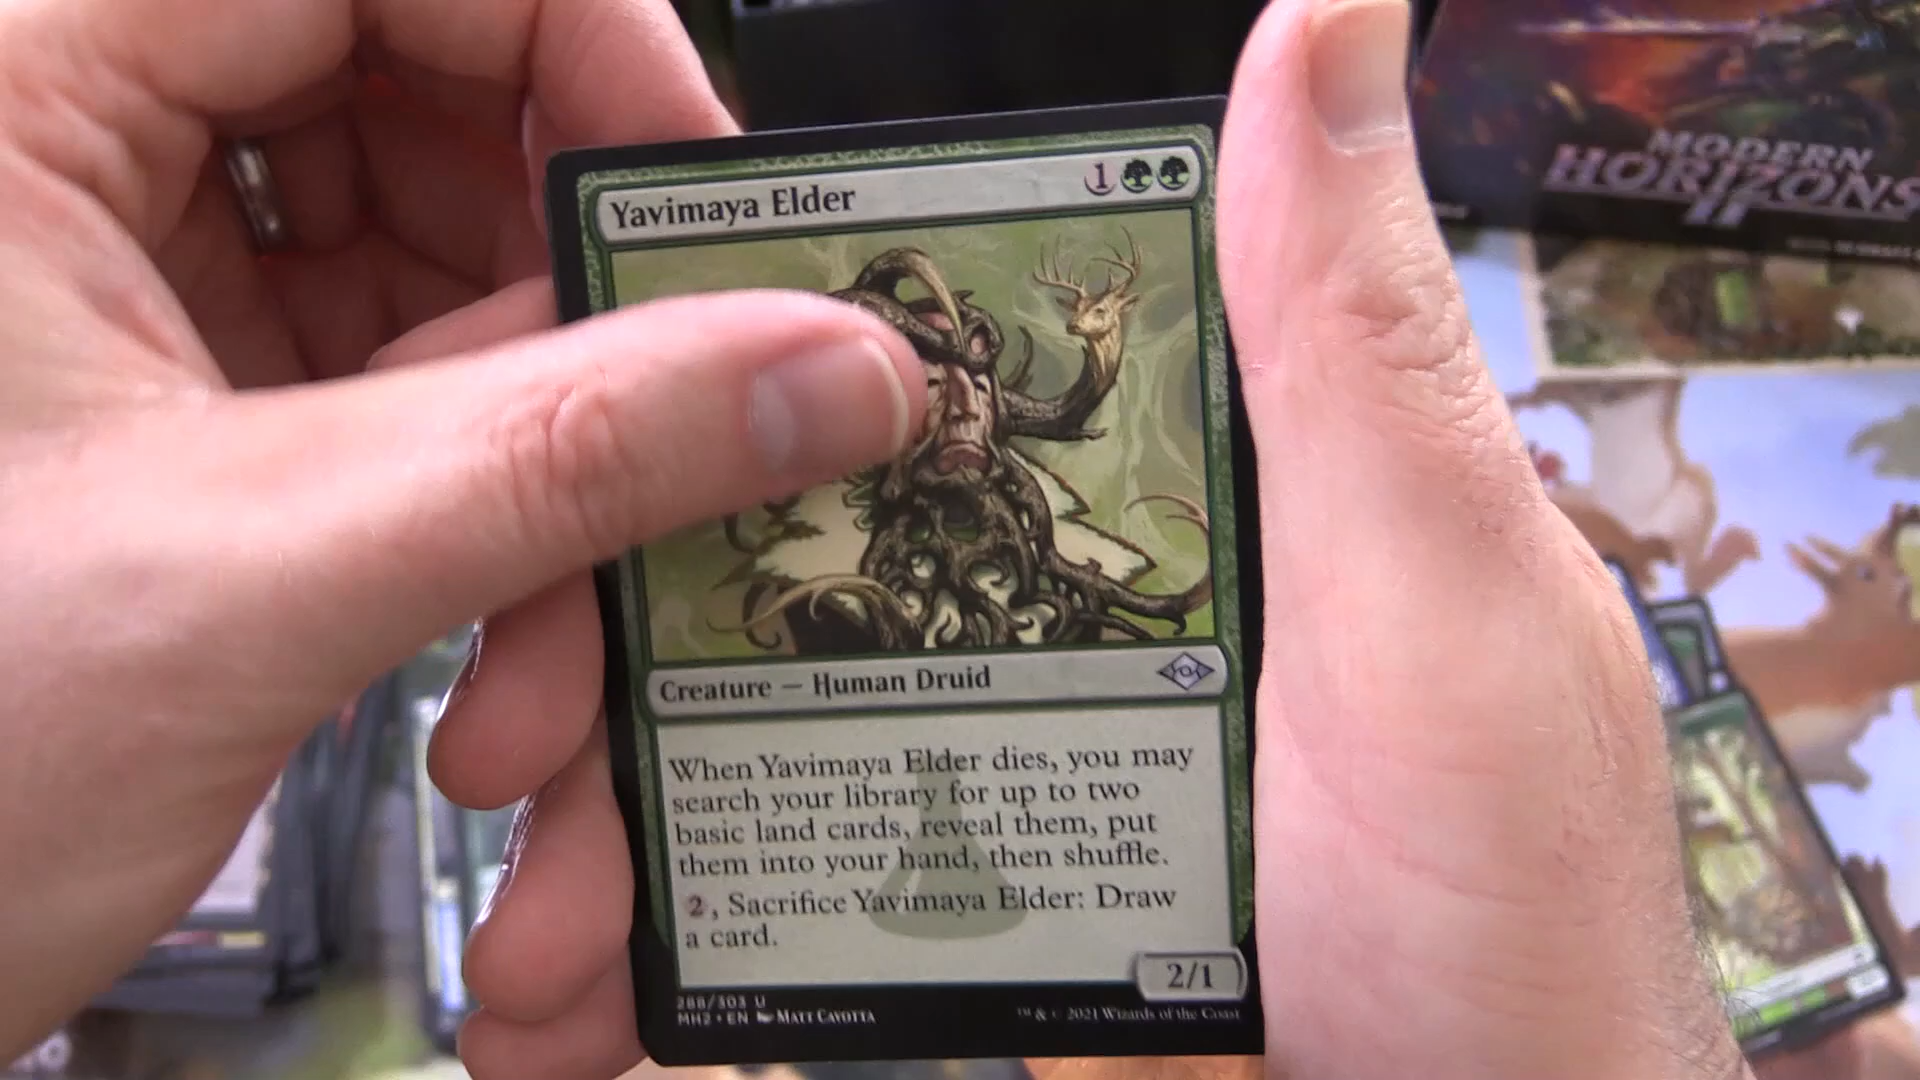 MODERN
HORIZONS
II
Yavimaya Elder
1
Creature — Human Druid
When Yavimaya Elder dies, you may
search your library for up to two
basic land cards, reveal them, put
them into your hand, then shuffle.
2, Sacrifice Yavimaya Elder: Draw
a card.
2/1
288/303 U
MH2 • EN Matt Cavotta
™ & © 2021 Wizards of the Coast